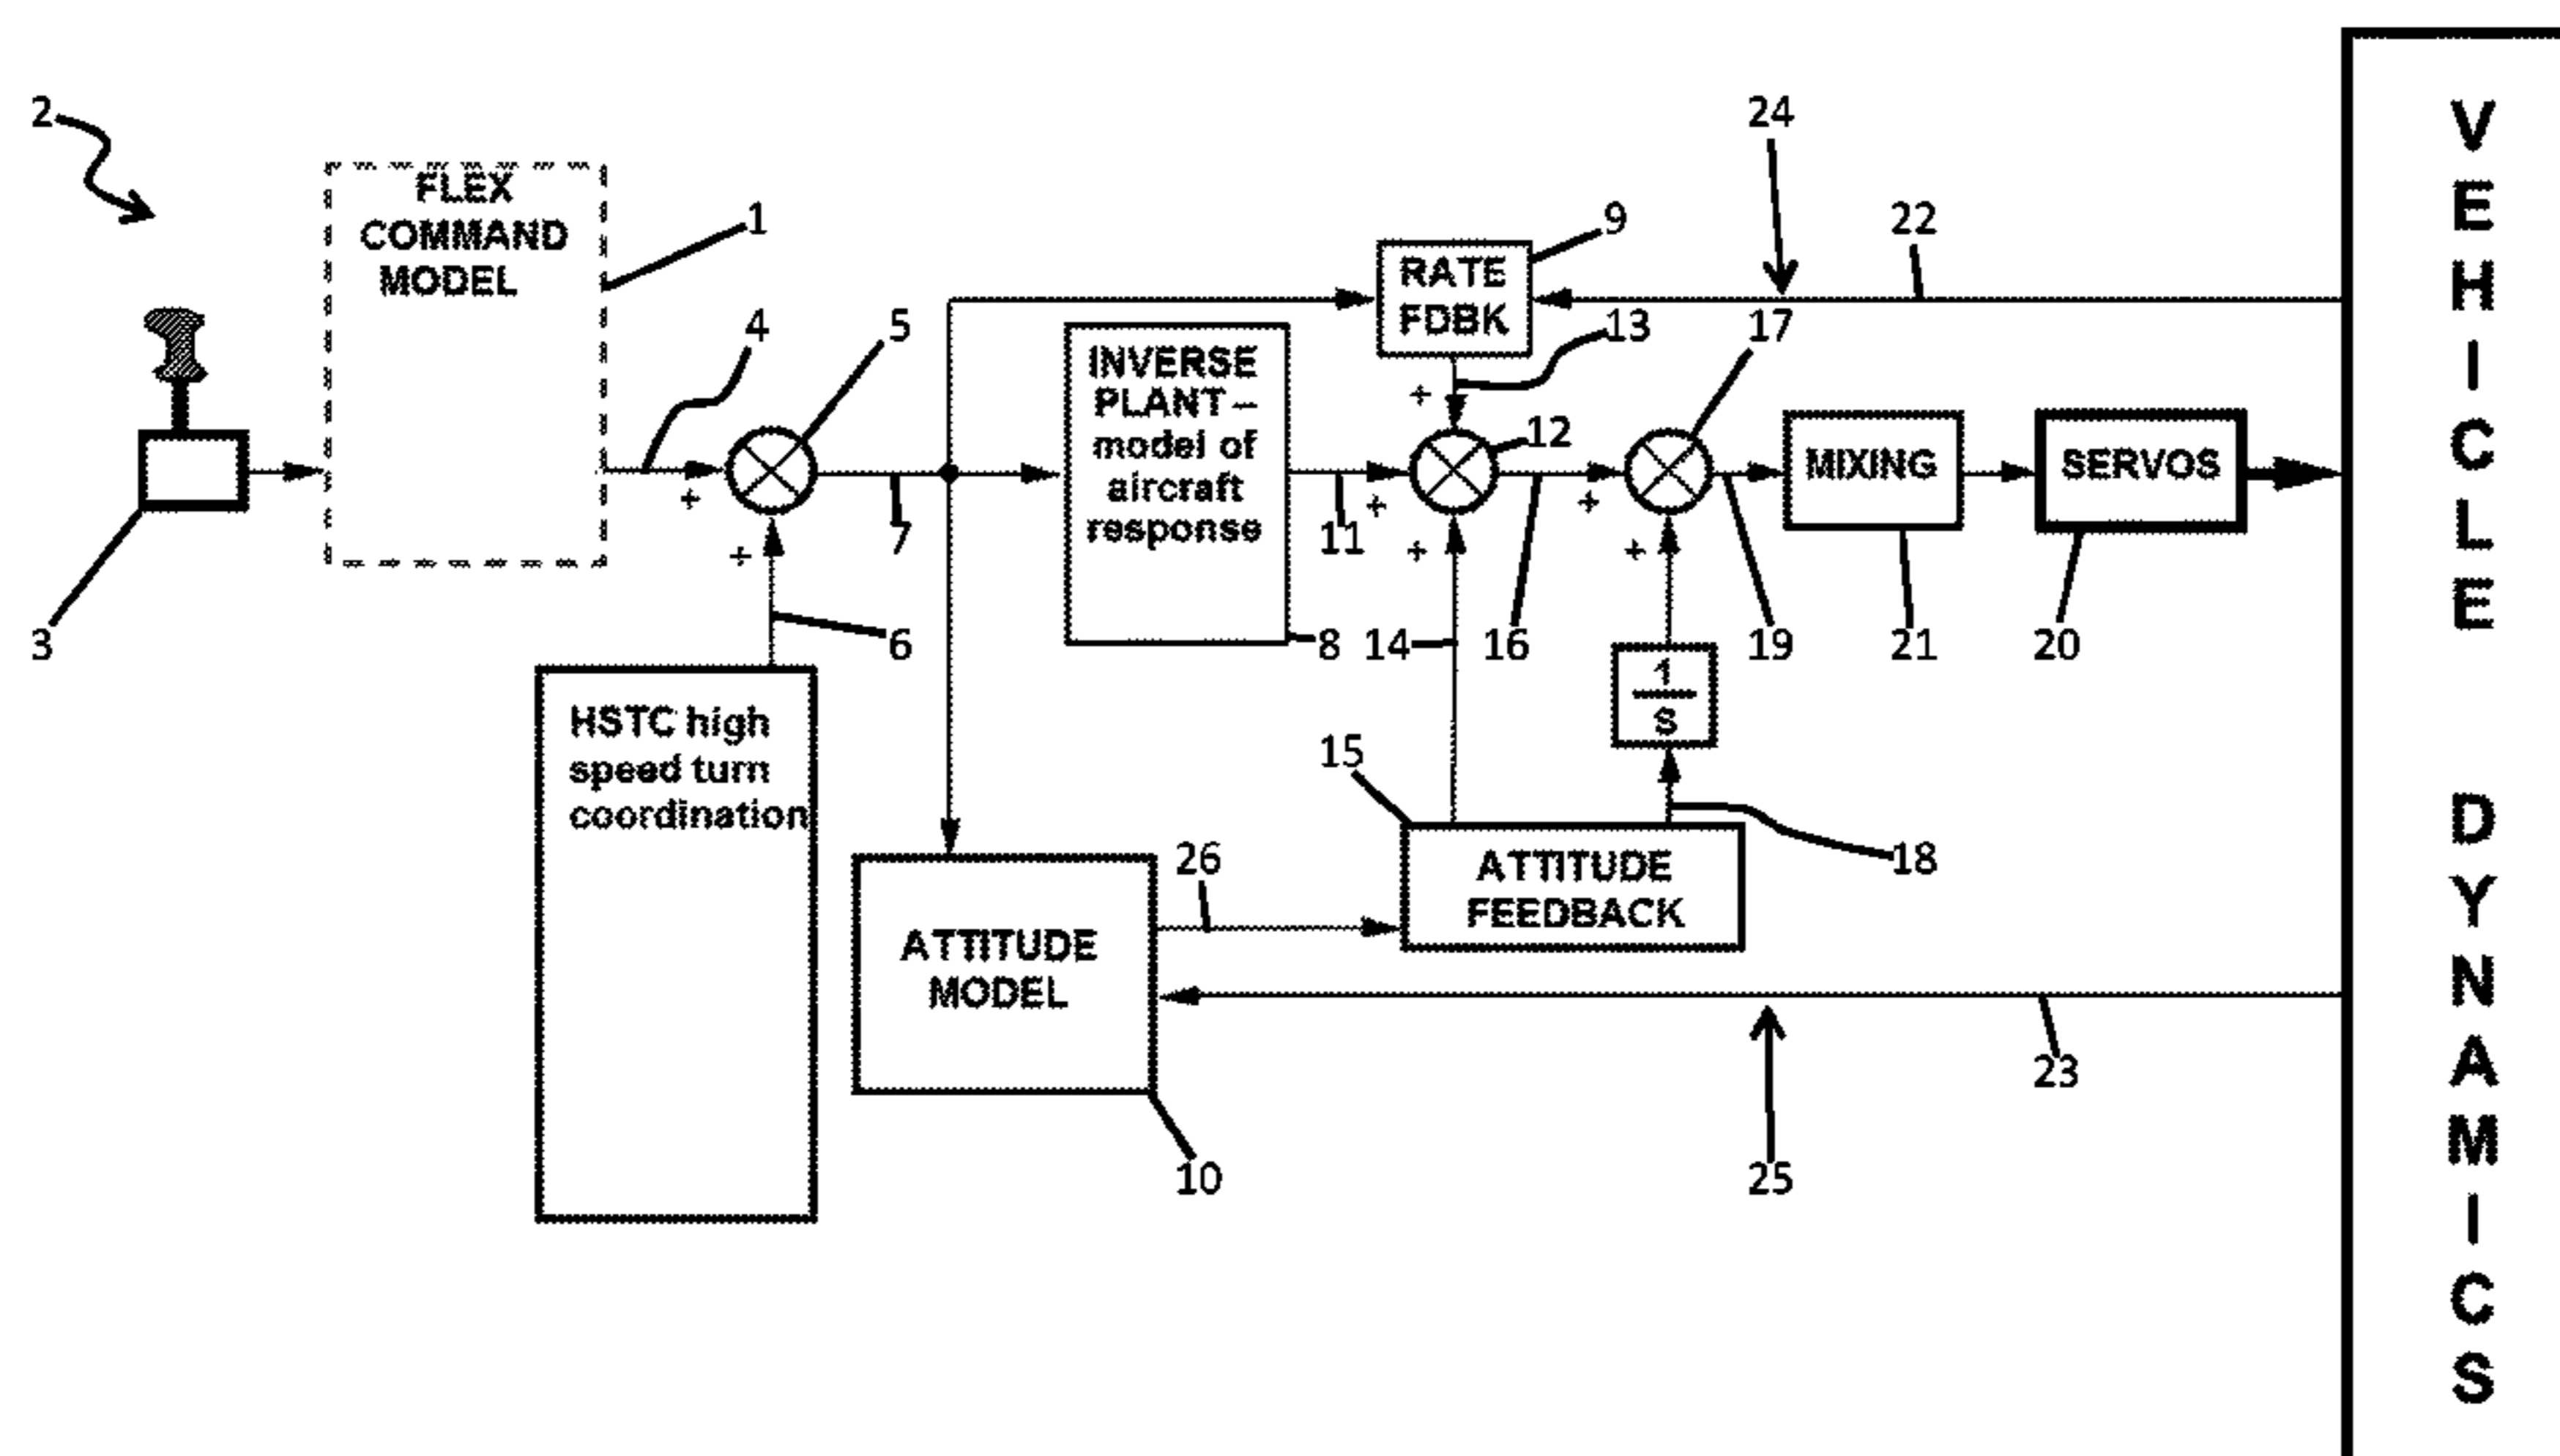 2
3
FLEX
COMMAND
MODEL
1
4
5
+
+
6
7
HSTC high
speed turn
coordination
INVERSE
PLANT –
model of
aircraft
response
8
RATE
FDBK
9
13
+
11
+
12
+
14
16
+
17
+
1
S
15
ATTITUDE
FEEDBACK
18
19
MIXING
21
SERVOS
20
24
22
ATTITUDE
MODEL
10
26
25
23
VEHICLE
DYNAMICS